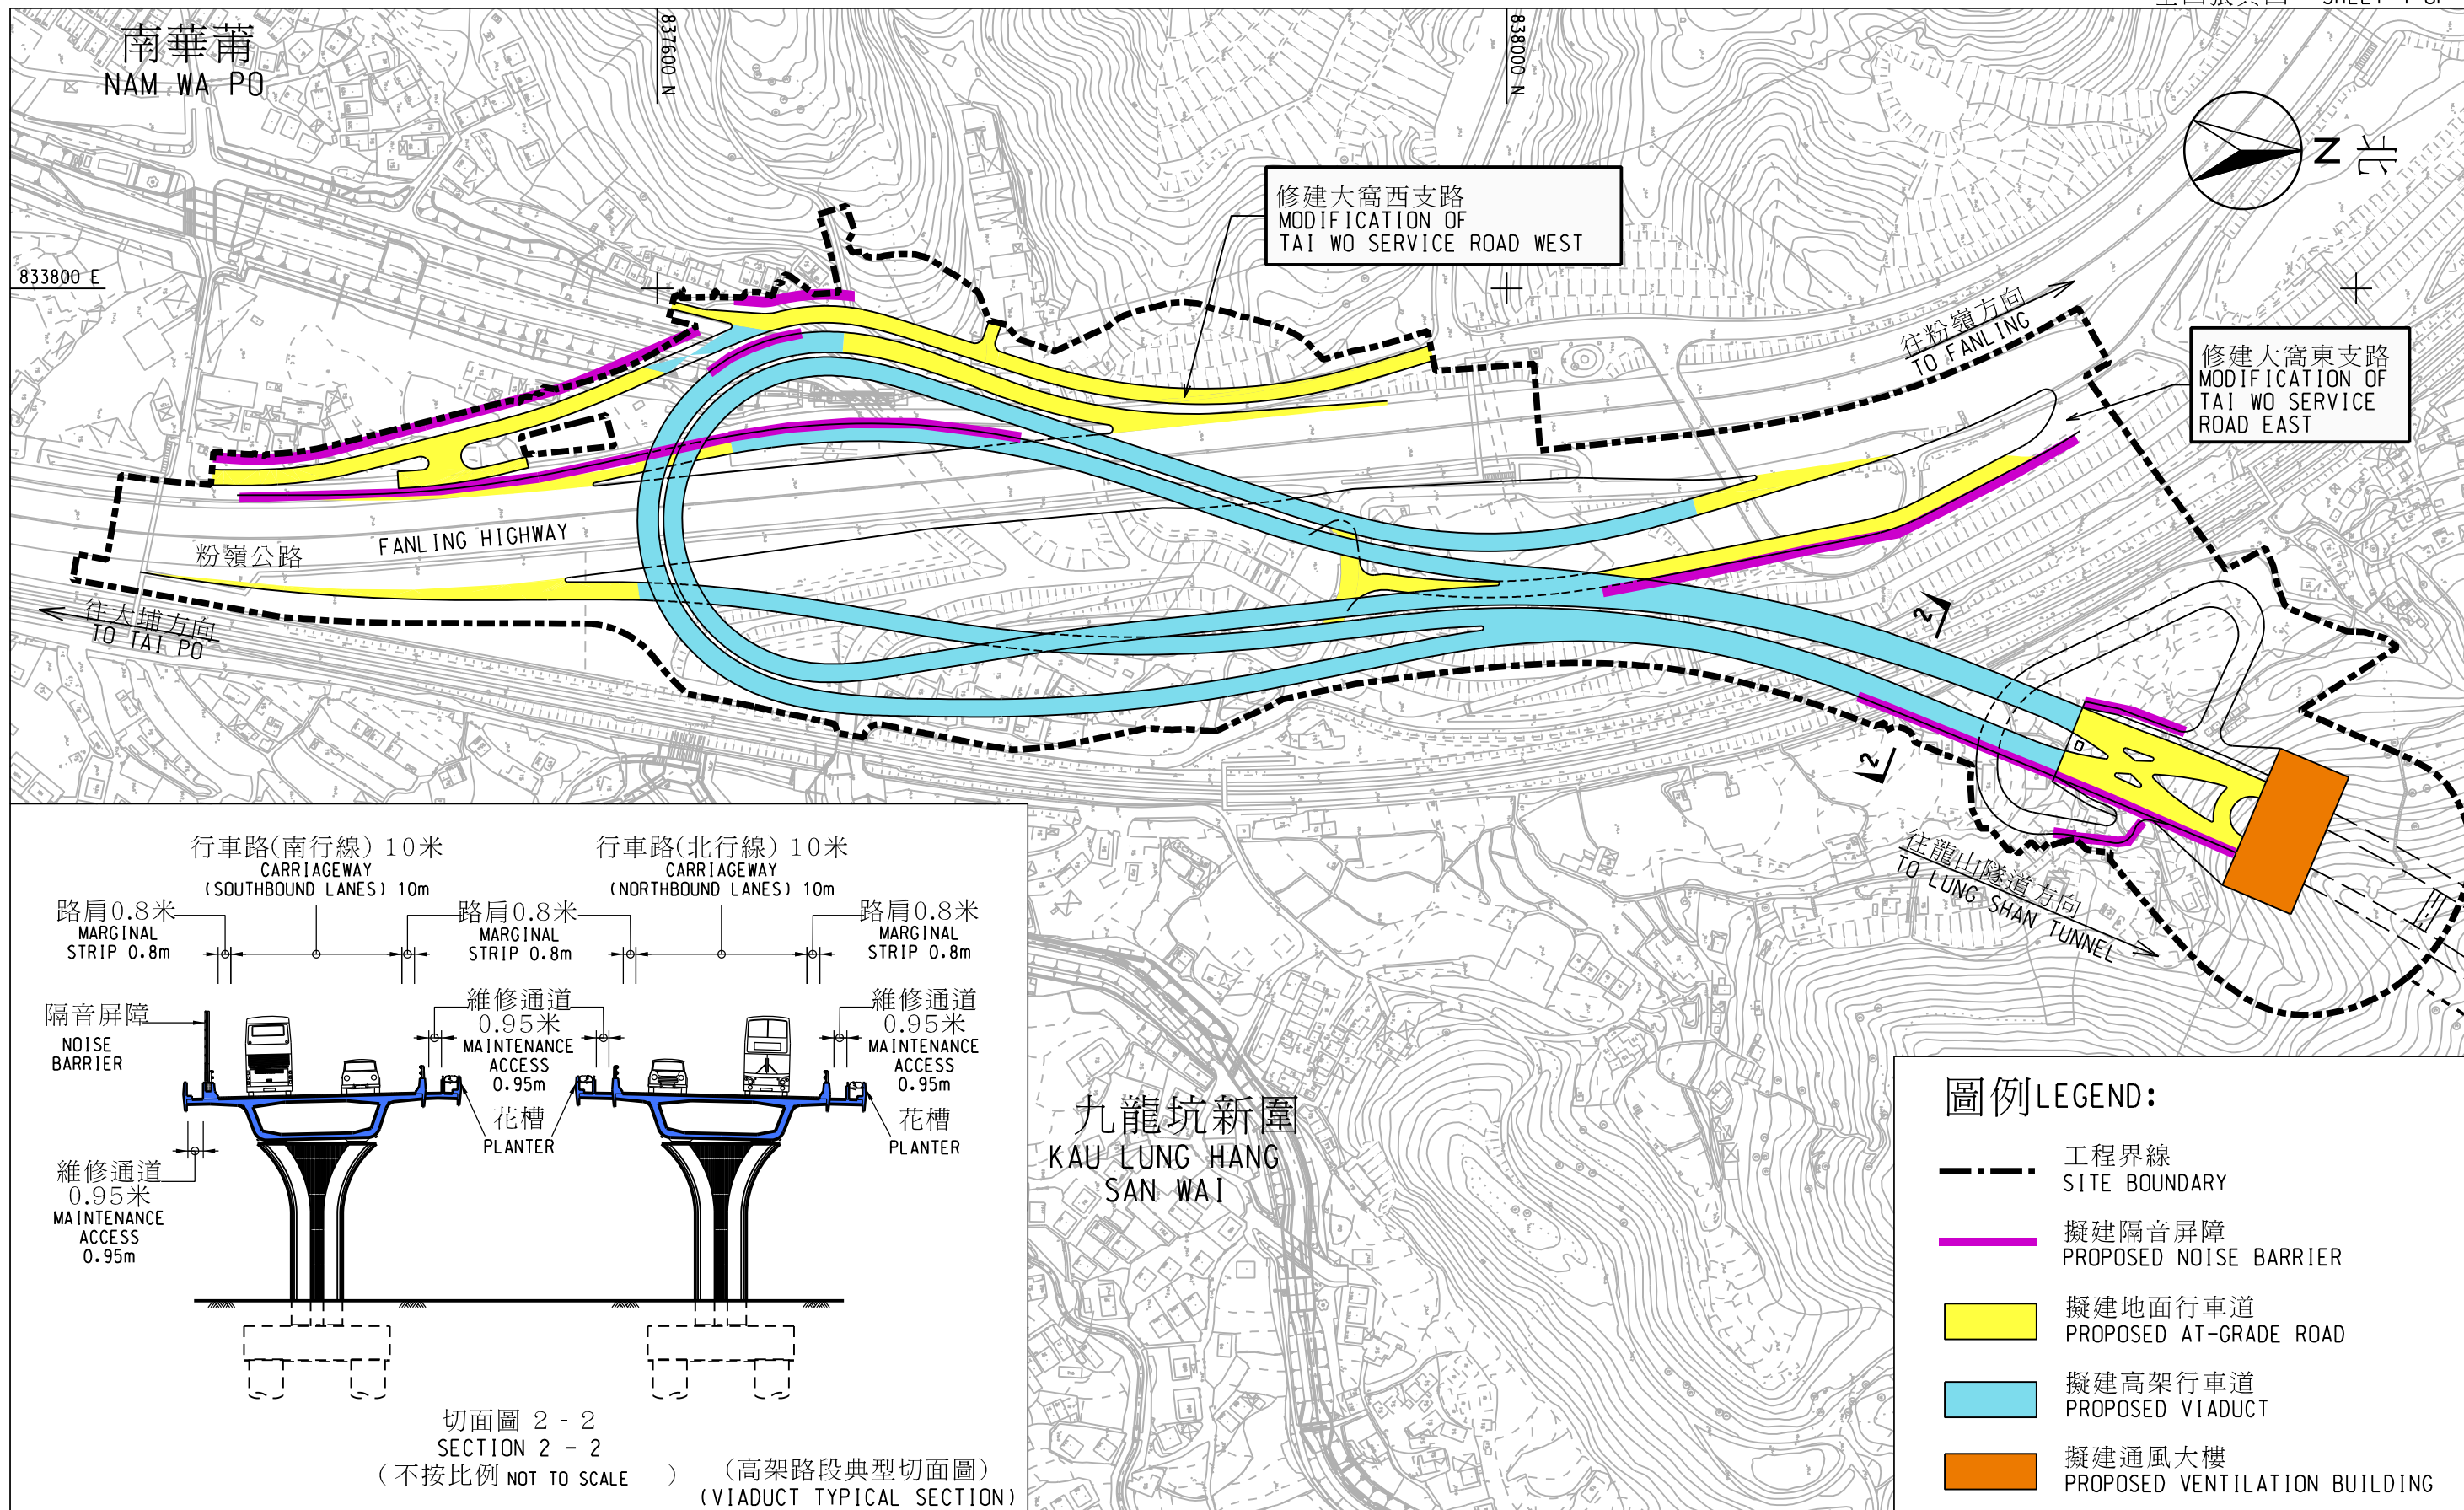 南華莆
NAM WA PO
837600 N
838000 N
833800 E
北
N
修建大窩西支路
MODIFICATION OF
TAI WO SERVICE ROAD WEST
往粉嶺方向
TO FANLING
修建大窩東支路
MODIFICATION OF
TAI WO SERVICE
ROAD EAST
粉嶺公路
FANLING HIGHWAY
往大埔方向
TO TAI PO
2
2
往龍山隧道方向
TO LUNG SHAN TUNNEL
九龍坑新圍
KAU LUNG HANG
SAN WAI
行車路(南行線) 10米
CARRIAGEWAY
(SOUTHBOUND LANES) 10m
行車路(北行線) 10米
CARRIAGEWAY
(NORTHBOUND LANES) 10m
路肩0.8米
MARGINAL
STRIP 0.8m
路肩0.8米
MARGINAL
STRIP 0.8m
路肩0.8米
MARGINAL
STRIP 0.8m
隔音屏障
NOISE
BARRIER
維修通道
0.95米
MAINTENANCE
ACCESS
0.95m
維修通道
0.95米
MAINTENANCE
ACCESS
0.95m
花槽
PLANTER
花槽
PLANTER
維修通道
0.95米
MAINTENANCE
ACCESS
0.95m
切面圖 2 - 2
SECTION 2 - 2
(不按比例 NOT TO SCALE )
(高架路段典型切面圖)
(VIADUCT TYPICAL SECTION)
圖例LEGEND:
工程界線
SITE BOUNDARY
擬建隔音屏障
PROPOSED NOISE BARRIER
擬建地面行車道
PROPOSED AT-GRADE ROAD
擬建高架行車道
PROPOSED VIADUCT
擬建通風大樓
PROPOSED VENTILATION BUILDING